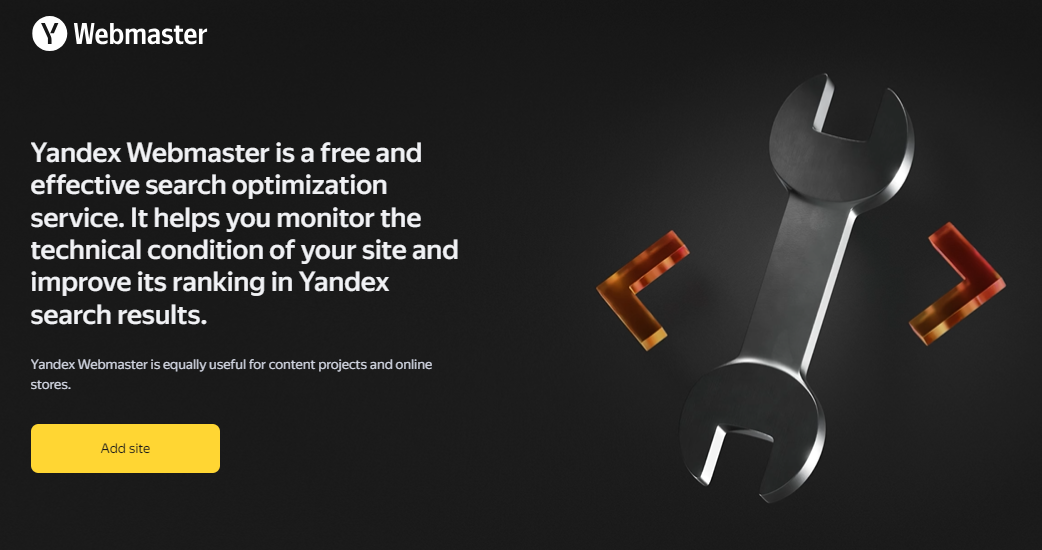 Webmaster
Yandex Webmaster is a free and
effective search optimization
service. It helps you monitor the
technical condition of your site and
improve its ranking in Yandex
search results.
Yandex Webmaster is equally useful for content projects and online
stores.
Add site